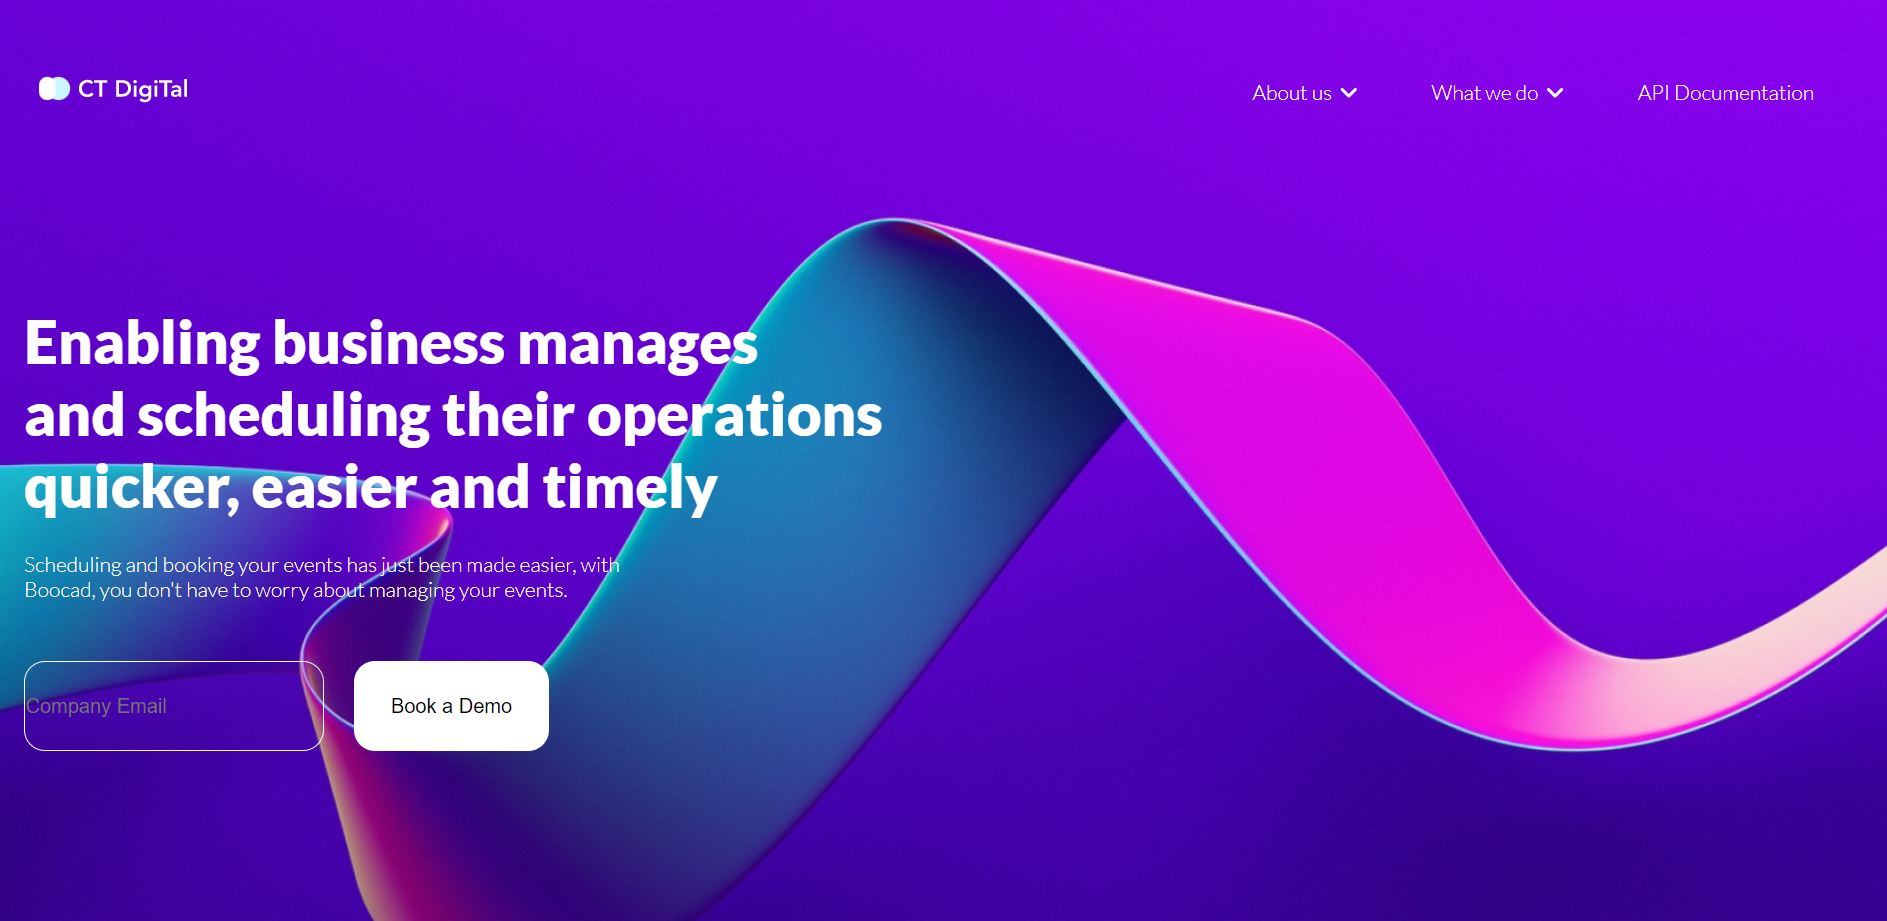 CT DigiTal
About us
What we do
API Documentation
Enabling business manages
and scheduling their operations
quicker, easier and timely
Scheduling and booking your events has just been made easier, with
Boocad, you don't have to worry about managing your events.
Company Email
Book a Demo